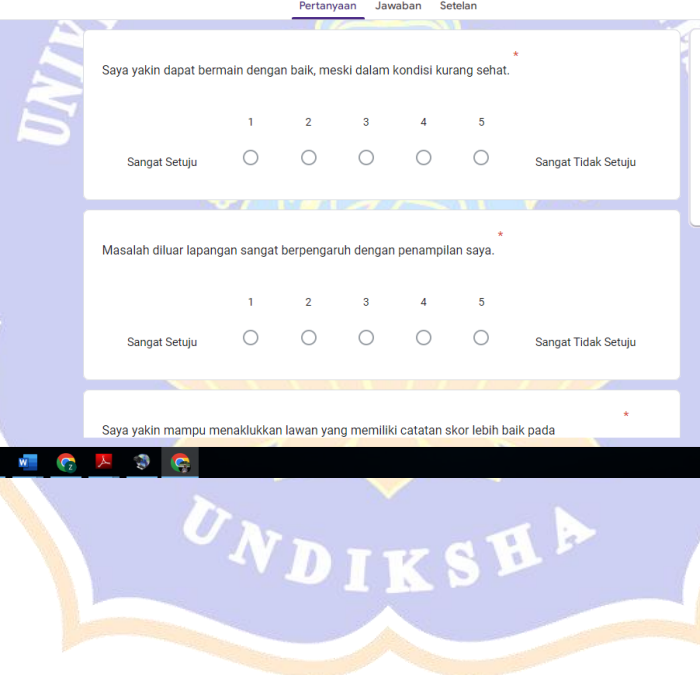 Pertanyaan Jawaban Setelan
*
Saya yakin dapat bermain dengan baik, meski dalam kondisi kurang sehat.
1 2 3 4 5
Sangat Setuju Sangat Tidak Setuju
*
Masalah diluar lapangan sangat berpengaruh dengan penampilan saya.
1 2 3 4 5
Sangat Setuju Sangat Tidak Setuju
*
Saya yakin mampu menaklukkan lawan yang memiliki catatan skor lebih baik pada
UNDIKSHA